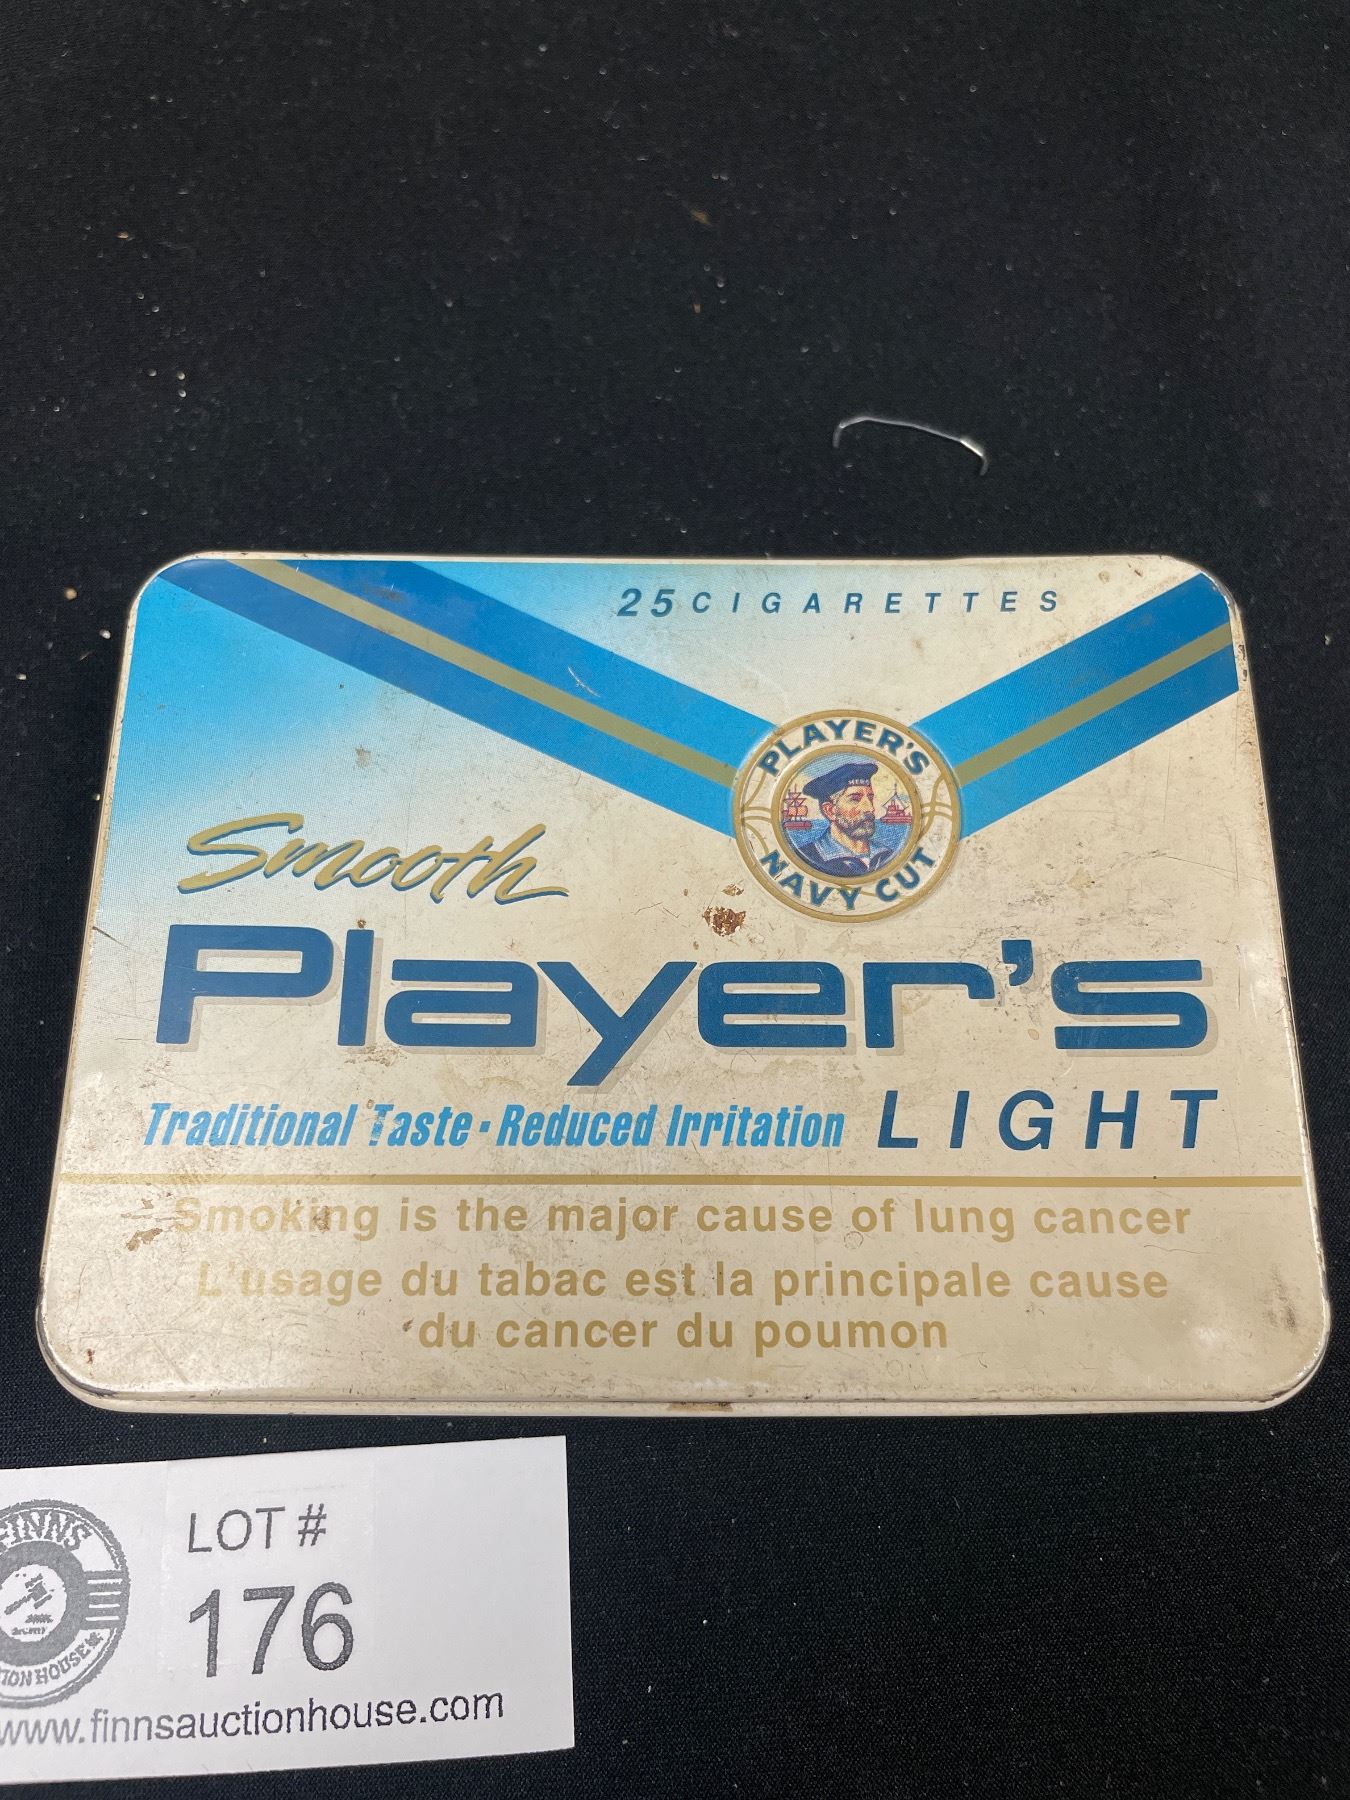 25 CIGARETTES
PLAYER'S
NAVY CUT
Smooth
Player's
Traditional Taste · Reduced Irritation LIGHT
Smoking is the major cause of lung cancer
L'usage du tabac est la principale cause
du cancer du poumon
FINNS
LOT #
176
www.finnsauctionhouse.com